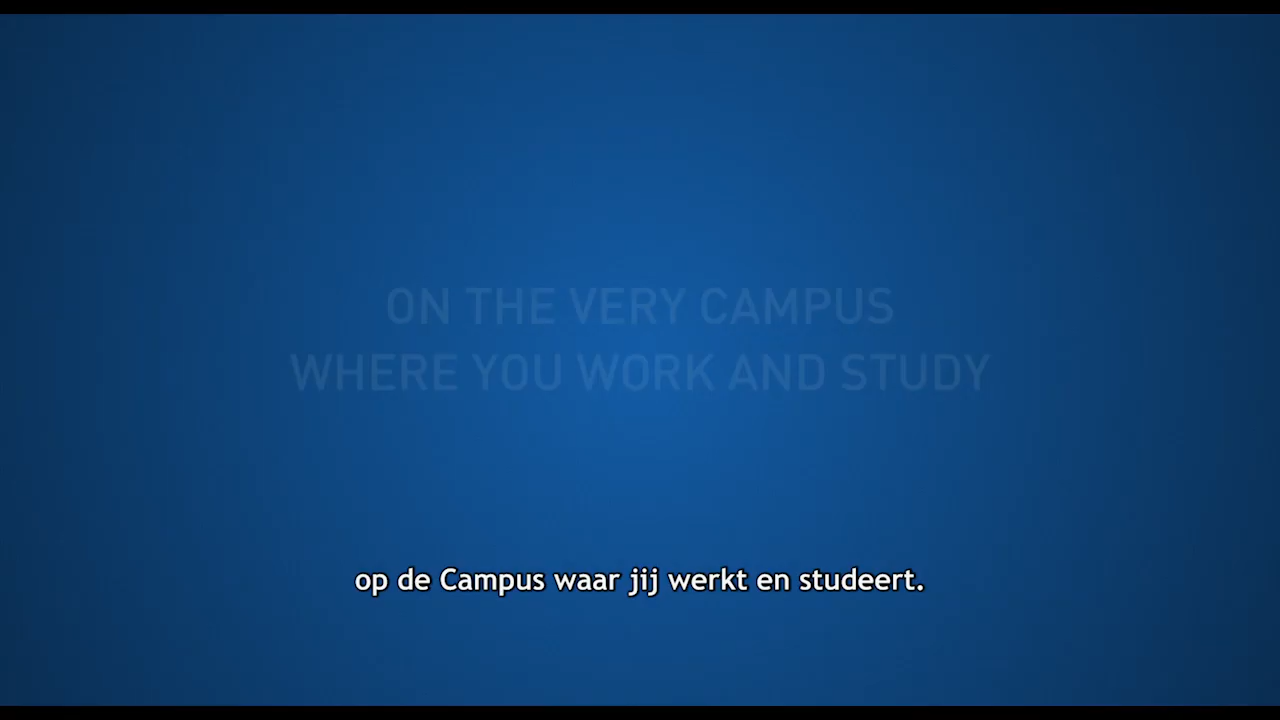 ON THE VERY CAMPUS
WHERE YOU WORK AND STUDY
op de Campus waar jij werkt en studeert.